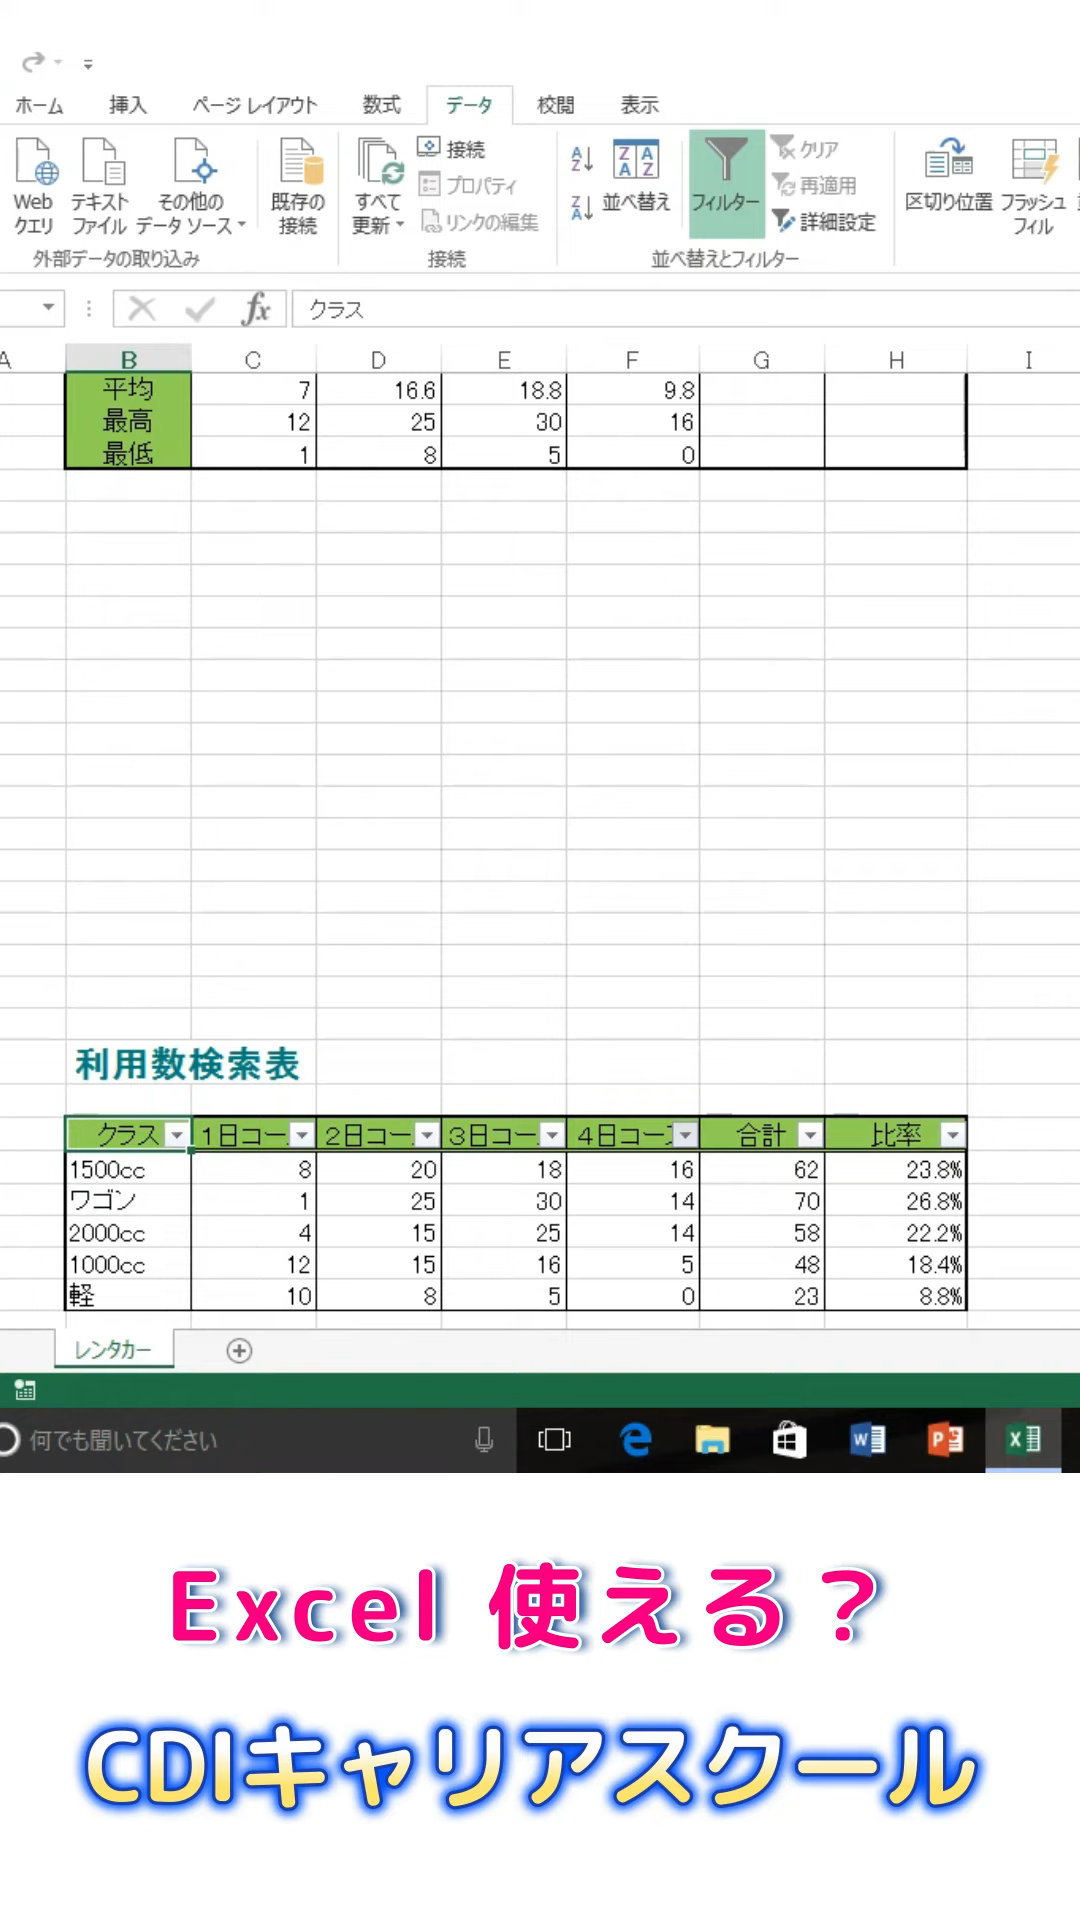 ホーム 挿入 ページ レイアウト 数式 データ 校閲 表示
Web クエリ テキスト ファイル その他の データ ソース 既存の 接続 すべて 更新 接続 プロパティ リンクの編集 並べ替え フィルター クリア 再適用 詳細設定 区切り位置 フラッシュ フィル
外部データの取り込み 接続 並べ替えとフィルター
fx クラス
A B C D E F G H I
平均 7 16.6 18.8 9.8
最高 12 25 30 16
最低 1 8 5 0
利用数検索表
クラス 1日コー 2日コー 3日コー 4日コー 合計 比率
1500cc 8 20 18 16 62 23.8%
ワゴン 1 25 30 14 70 26.8%
2000cc 4 15 25 14 58 22.2%
1000cc 12 15 16 5 48 18.4%
軽 10 8 5 0 23 8.8%
レンタカー
何でも聞いてください
Excel 使える？
CDIキャリアスクール